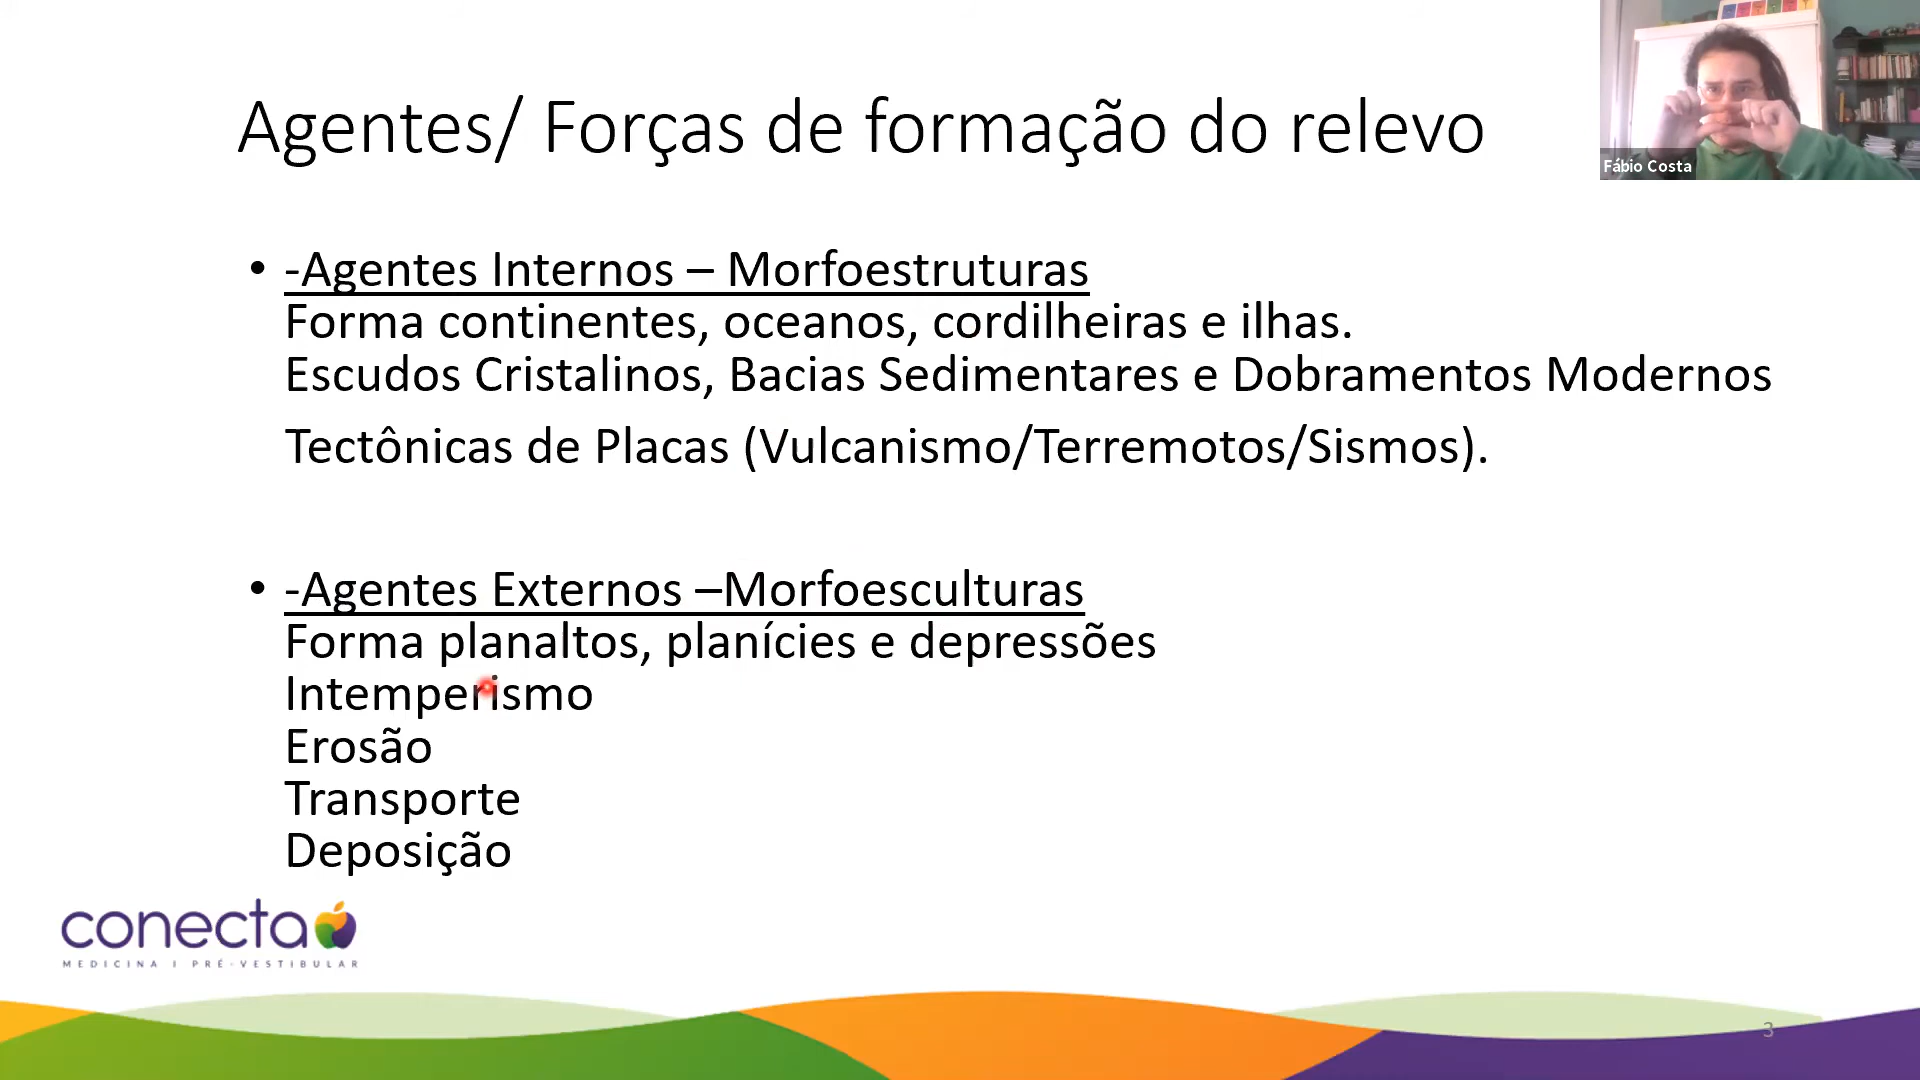 Agentes/ Forças de formação do relevo
Fábio Costa
• -Agentes Internos – Morfoestruturas
Forma continentes, oceanos, cordilheiras e ilhas.
Escudos Cristalinos, Bacias Sedimentares e Dobramentos Modernos
Tectônicas de Placas (Vulcanismo/Terremotos/Sismos).
• -Agentes Externos –Morfoesculturas
Forma planaltos, planícies e depressões
Intemperismo
Erosão
Transporte
Deposição
conecta
MEDICINA I PRÉ-VESTIBULAR
3